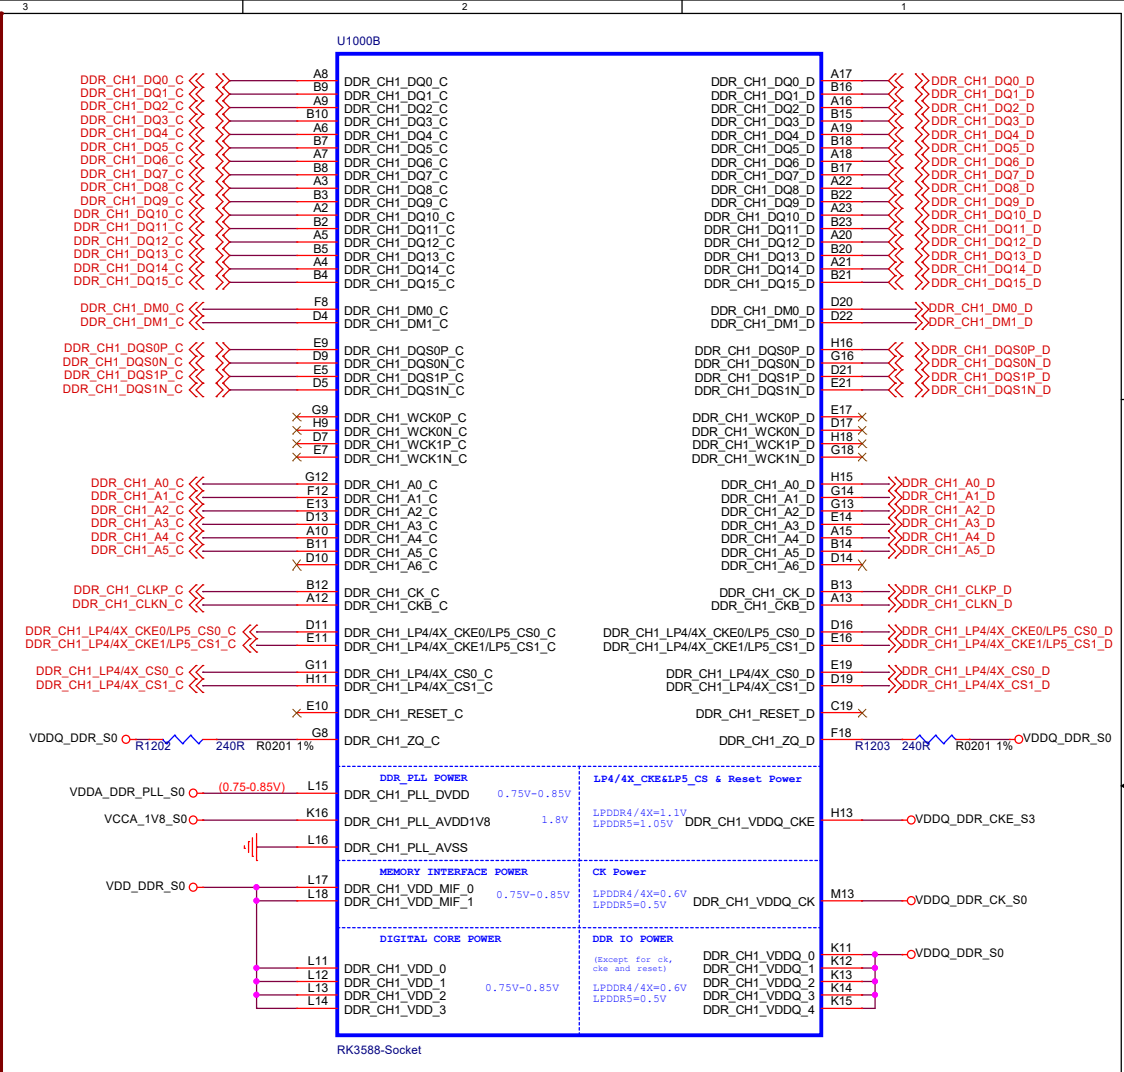 3 2 1
U1000B
DDR_CH1_DQ0_C A8 DDR_CH1_DQ0_C DDR_CH1_DQ0_D A17 DDR_CH1_DQ0_D
DDR_CH1_DQ1_C B9 DDR_CH1_DQ1_C DDR_CH1_DQ1_D B16 DDR_CH1_DQ1_D
DDR_CH1_DQ2_C A9 DDR_CH1_DQ2_C DDR_CH1_DQ2_D A16 DDR_CH1_DQ2_D
DDR_CH1_DQ3_C B10 DDR_CH1_DQ3_C DDR_CH1_DQ3_D B15 DDR_CH1_DQ3_D
DDR_CH1_DQ4_C A6 DDR_CH1_DQ4_C DDR_CH1_DQ4_D A19 DDR_CH1_DQ4_D
DDR_CH1_DQ5_C B7 DDR_CH1_DQ5_C DDR_CH1_DQ5_D B18 DDR_CH1_DQ5_D
DDR_CH1_DQ6_C A7 DDR_CH1_DQ6_C DDR_CH1_DQ6_D A18 DDR_CH1_DQ6_D
DDR_CH1_DQ7_C B8 DDR_CH1_DQ7_C DDR_CH1_DQ7_D B17 DDR_CH1_DQ7_D
DDR_CH1_DQ8_C A3 DDR_CH1_DQ8_C DDR_CH1_DQ8_D A22 DDR_CH1_DQ8_D
DDR_CH1_DQ9_C B3 DDR_CH1_DQ9_C DDR_CH1_DQ9_D B22 DDR_CH1_DQ9_D
DDR_CH1_DQ10_C A2 DDR_CH1_DQ10_C DDR_CH1_DQ10_D A23 DDR_CH1_DQ10_D
DDR_CH1_DQ11_C B2 DDR_CH1_DQ11_C DDR_CH1_DQ11_D B23 DDR_CH1_DQ11_D
DDR_CH1_DQ12_C A5 DDR_CH1_DQ12_C DDR_CH1_DQ12_D A20 DDR_CH1_DQ12_D
DDR_CH1_DQ13_C B5 DDR_CH1_DQ13_C DDR_CH1_DQ13_D B20 DDR_CH1_DQ13_D
DDR_CH1_DQ14_C A4 DDR_CH1_DQ14_C DDR_CH1_DQ14_D A21 DDR_CH1_DQ14_D
DDR_CH1_DQ15_C B4 DDR_CH1_DQ15_C DDR_CH1_DQ15_D B21 DDR_CH1_DQ15_D
DDR_CH1_DM0_C F8 DDR_CH1_DM0_C DDR_CH1_DM0_D D20 DDR_CH1_DM0_D
DDR_CH1_DM1_C D4 DDR_CH1_DM1_C DDR_CH1_DM1_D D22 DDR_CH1_DM1_D
DDR_CH1_DQS0P_C E9 DDR_CH1_DQS0P_C DDR_CH1_DQS0P_D H16 DDR_CH1_DQS0P_D
DDR_CH1_DQS0N_C D9 DDR_CH1_DQS0N_C DDR_CH1_DQS0N_D G16 DDR_CH1_DQS0N_D
DDR_CH1_DQS1P_C E5 DDR_CH1_DQS1P_C DDR_CH1_DQS1P_D D21 DDR_CH1_DQS1P_D
DDR_CH1_DQS1N_C D5 DDR_CH1_DQS1N_C DDR_CH1_DQS1N_D E21 DDR_CH1_DQS1N_D
G9 DDR_CH1_WCK0P_C DDR_CH1_WCK0P_D E17
H9 DDR_CH1_WCK0N_C DDR_CH1_WCK0N_D D17
D7 DDR_CH1_WCK1P_C DDR_CH1_WCK1P_D H18
E7 DDR_CH1_WCK1N_C DDR_CH1_WCK1N_D G18
DDR_CH1_A0_C G12 DDR_CH1_A0_C DDR_CH1_A0_D H15 DDR_CH1_A0_D
DDR_CH1_A1_C F12 DDR_CH1_A1_C DDR_CH1_A1_D G14 DDR_CH1_A1_D
DDR_CH1_A2_C E13 DDR_CH1_A2_C DDR_CH1_A2_D G13 DDR_CH1_A2_D
DDR_CH1_A3_C D13 DDR_CH1_A3_C DDR_CH1_A3_D E14 DDR_CH1_A3_D
DDR_CH1_A4_C A10 DDR_CH1_A4_C DDR_CH1_A4_D A15 DDR_CH1_A4_D
DDR_CH1_A5_C B11 DDR_CH1_A5_C DDR_CH1_A5_D B14 DDR_CH1_A5_D
D10 DDR_CH1_A6_C DDR_CH1_A6_D D14
DDR_CH1_CLKP_C B12 DDR_CH1_CK_C DDR_CH1_CK_D B13 DDR_CH1_CLKP_D
DDR_CH1_CLKN_C A12 DDR_CH1_CKB_C DDR_CH1_CKB_D A13 DDR_CH1_CLKN_D
DDR_CH1_LP4/4X_CKE0/LP5_CS0_C D11 DDR_CH1_LP4/4X_CKE0/LP5_CS0_C DDR_CH1_LP4/4X_CKE0/LP5_CS0_D D16 DDR_CH1_LP4/4X_CKE0/LP5_CS0_D
DDR_CH1_LP4/4X_CKE1/LP5_CS1_C E11 DDR_CH1_LP4/4X_CKE1/LP5_CS1_C DDR_CH1_LP4/4X_CKE1/LP5_CS1_D E16 DDR_CH1_LP4/4X_CKE1/LP5_CS1_D
DDR_CH1_LP4/4X_CS0_C G11 DDR_CH1_LP4/4X_CS0_C DDR_CH1_LP4/4X_CS0_D E19 DDR_CH1_LP4/4X_CS0_D
DDR_CH1_LP4/4X_CS1_C H11 DDR_CH1_LP4/4X_CS1_C DDR_CH1_LP4/4X_CS1_D D19 DDR_CH1_LP4/4X_CS1_D
E10 DDR_CH1_RESET_C DDR_CH1_RESET_D C19
VDDQ_DDR_S0 R1202 240R R0201 1% G8 DDR_CH1_ZQ_C DDR_CH1_ZQ_D F18 R1203 240R R0201 1% VDDQ_DDR_S0
DDR_PLL POWER LP4/4X_CKE&LP5_CS & Reset Power
VDDA_DDR_PLL_S0 (0.75-0.85V) L15 DDR_CH1_PLL_DVDD 0.75V-0.85V
VCCA_1V8_S0 K16 DDR_CH1_PLL_AVDD1V8 1.8V LPDDR4/4X=1.1V
LPDDR5=1.05V DDR_CH1_VDDQ_CKE H13 VDDQ_DDR_CKE_S3
L16 DDR_CH1_PLL_AVSS
MEMORY INTERFACE POWER CK Power
VDD_DDR_S0 L17 DDR_CH1_VDD_MIF_0 0.75V-0.85V LPDDR4/4X=0.6V
L18 DDR_CH1_VDD_MIF_1 LPDDR5=0.5V DDR_CH1_VDDQ_CK M13 VDDQ_DDR_CK_S0
DIGITAL CORE POWER DDR IO POWER
DDR_CH1_VDDQ_0 K11 VDDQ_DDR_S0
L11 DDR_CH1_VDD_0 (Except for ck, DDR_CH1_VDDQ_1 K12
cke and reset)
L12 DDR_CH1_VDD_1 DDR_CH1_VDDQ_2 K13
L13 DDR_CH1_VDD_2 0.75V-0.85V LPDDR4/4X=0.6V DDR_CH1_VDDQ_3 K14
L14 DDR_CH1_VDD_3 LPDDR5=0.5V DDR_CH1_VDDQ_4 K15
RK3588-Socket